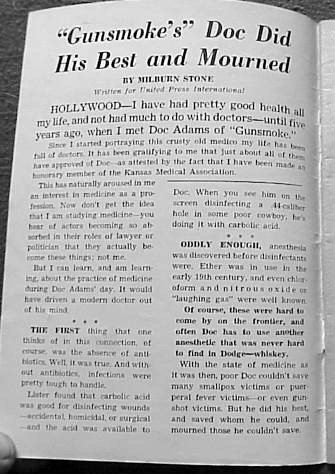 "Gunsmoke's" Doc Did
His Best and Mourned
BY MILBURN STONE
Written for United Press International
HOLLYWOOD—I have had pretty good health all
my life, and not had much to do with doctors—until five
years ago, when I met Doc Adams of "Gunsmoke."
Since I started portraying this crusty old medico my life has been
full of doctors. It has been gratifying to me that just about all of them
have approved of Doc—as attested by the fact that I have been made an
honorary member of the Kansas Medical Association.
This has naturally aroused in me
an interest in medicine as a pro-
fession. Now don't get the idea
that I am studying medicine—you
hear of actors becoming so ab-
sorbed in their roles of lawyer or
politician that they actually be-
come these things; not me.
But I can learn, and am learn-
ing, about the practice of medicine
during Doc Adams' day. It would
have driven a modern doctor out
of his mind.
* * *
THE FIRST thing that one
thinks of in this connection, of
course, was the absence of anti-
biotics. Well, it was true. And with-
out antibiotics, infections were
pretty tough to handle.
Lister found that carbolic acid
was good for disinfecting wounds
—accidental, homicidal, or surgical
—and the acid was available to
Doc. When you see him on the
screen disinfecting a .44-caliber
hole in some poor cowboy, he's
doing it with carbolic acid.
* * *
ODDLY ENOUGH, anesthesia
was discovered before disinfectants
were. Ether was in use in the
early 19th century, and even chlor-
oform and nitrous oxide or
"laughing gas" were well known.
Of course, these were hard to
come by on the frontier, and
often Doc has to use another
anesthetic that was never hard
to find in Dodge—whiskey.
With the state of medicine as
it was then, poor Doc couldn't save
many smallpox victims or puer-
peral fever victims—or even gun-
shot victims. But he did his best,
and saved whom he could, and
mourned those he couldn't save.